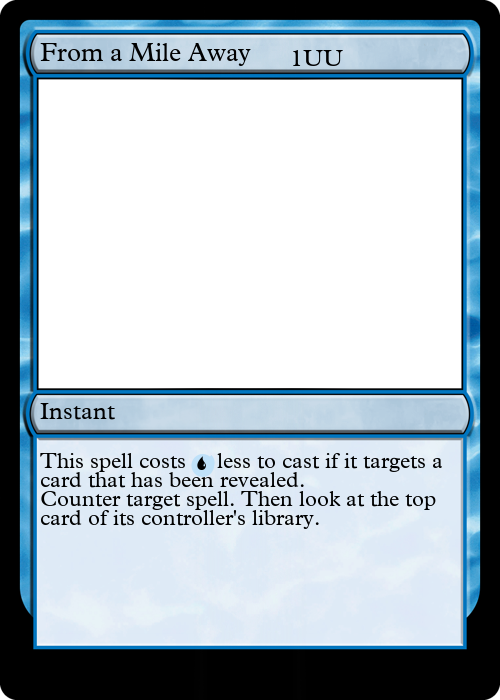 From a Mile Away 1UU
Instant
This spell costs less to cast if it targets a
card that has been revealed.
Counter target spell. Then look at the top
card of its controller's library.